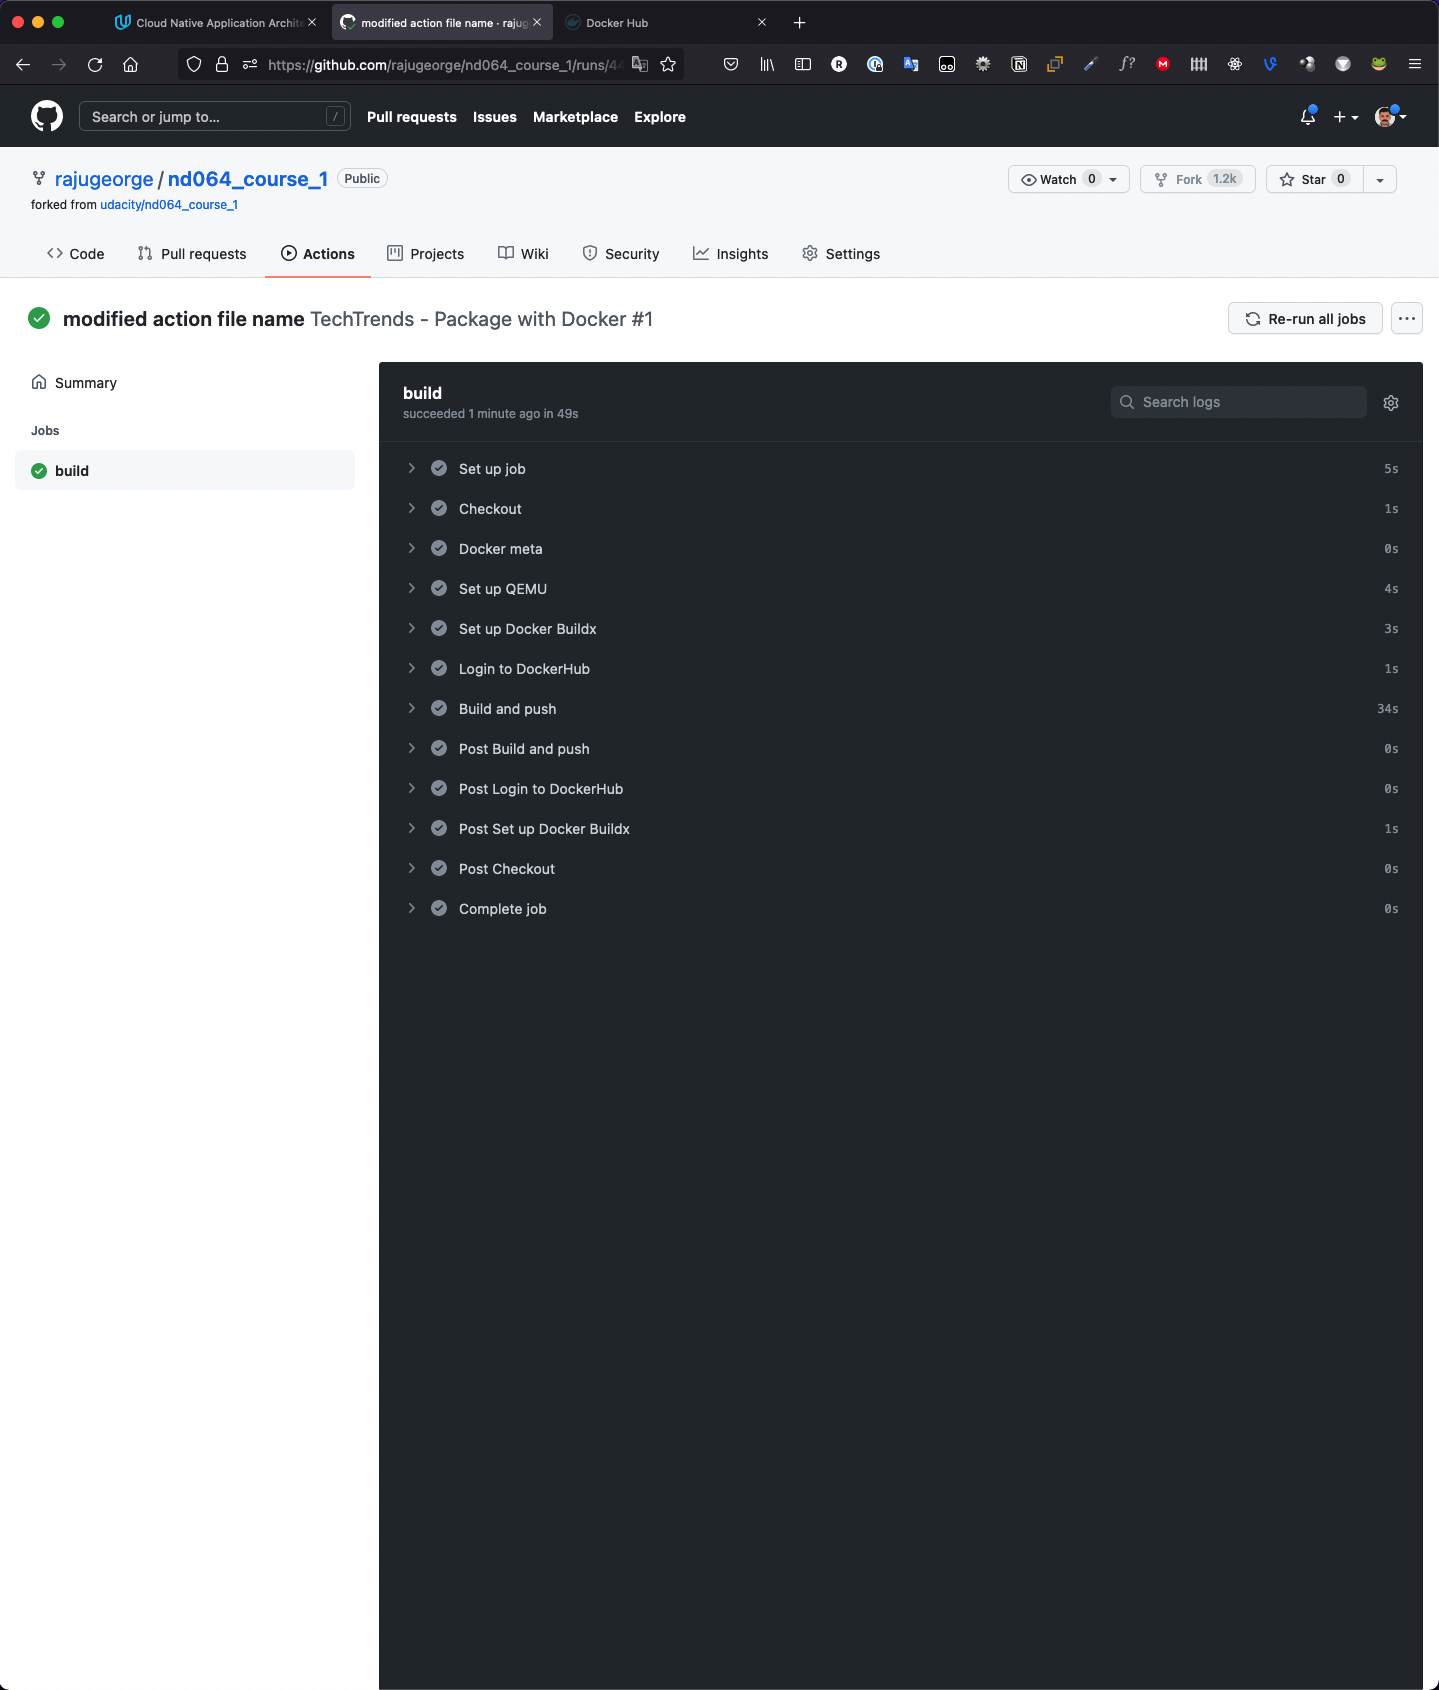 Cloud Native Application Archite
modified action file name · rajug
Docker Hub
https://github.com/rajugeorge/nd064_course_1/runs/44
Search or jump to...
/
Pull requests
Issues
Marketplace
Explore
rajugeorge / nd064_course_1
Public
Watch 0
Fork 1.2k
Star 0
forked from udacity/nd064_course_1
Code
Pull requests
Actions
Projects
Wiki
Security
Insights
Settings
modified action file name TechTrends - Package with Docker #1
Re-run all jobs
Summary
Jobs
build
build
succeeded 1 minute ago in 49s
Search logs
Set up job 5s
Checkout 1s
Docker meta 0s
Set up QEMU 4s
Set up Docker Buildx 3s
Login to DockerHub 1s
Build and push 34s
Post Build and push 0s
Post Login to DockerHub 0s
Post Set up Docker Buildx 1s
Post Checkout 0s
Complete job 0s